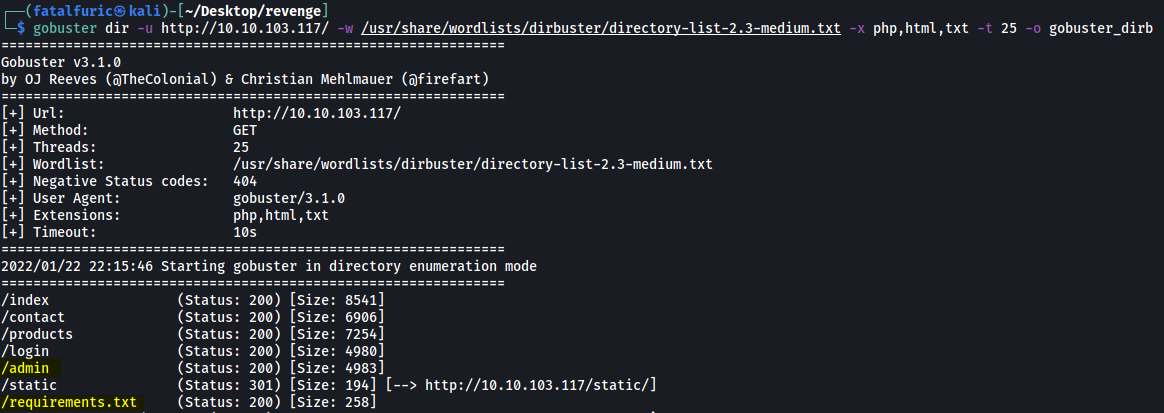 ┌──(fatalfuric㉿kali)-[~/Desktop/revenge]
└─$ gobuster dir -u http://10.10.103.117/ -w /usr/share/wordlists/dirbuster/directory-list-2.3-medium.txt -x php,html,txt -t 25 -o gobuster_dirb
===============================================================
Gobuster v3.1.0
by OJ Reeves (@TheColonial) & Christian Mehlmauer (@firefart)
===============================================================
[+] Url:                     http://10.10.103.117/
[+] Method:                  GET
[+] Threads:                 25
[+] Wordlist:                /usr/share/wordlists/dirbuster/directory-list-2.3-medium.txt
[+] Negative Status codes:   404
[+] User Agent:              gobuster/3.1.0
[+] Extensions:              php,html,txt
[+] Timeout:                 10s
===============================================================
2022/01/22 22:15:46 Starting gobuster in directory enumeration mode
===============================================================
/index                (Status: 200) [Size: 8541]
/contact              (Status: 200) [Size: 6906]
/products             (Status: 200) [Size: 7254]
/login                (Status: 200) [Size: 4980]
/admin                (Status: 200) [Size: 4983]
/static               (Status: 301) [Size: 194] [--> http://10.10.103.117/static/]
/requirements.txt     (Status: 200) [Size: 258]